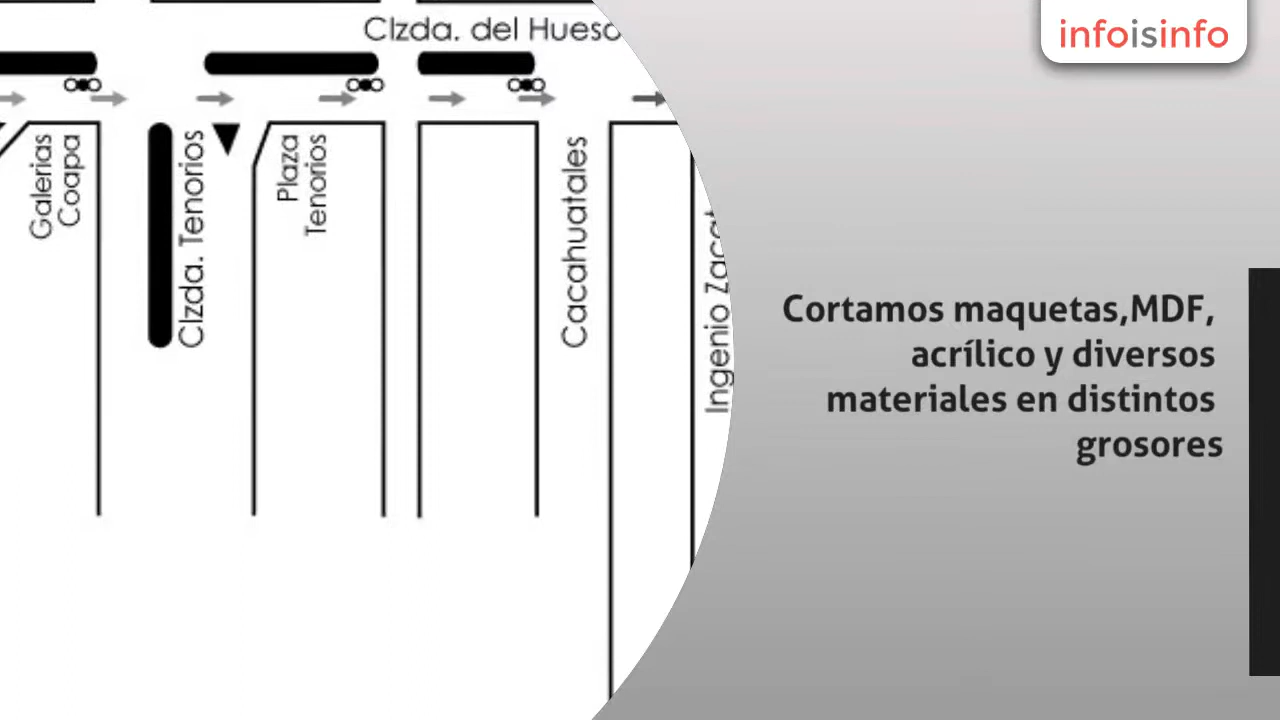 Clzda. del Hueso
infoisinfo
Galerias
Coapa
Clzda. Tenorios
Plaza
Tenorios
Cacahuatales
Ingenio
Cortamos maquetas,MDF,
acrílico y diversos
materiales en distintos
grosores